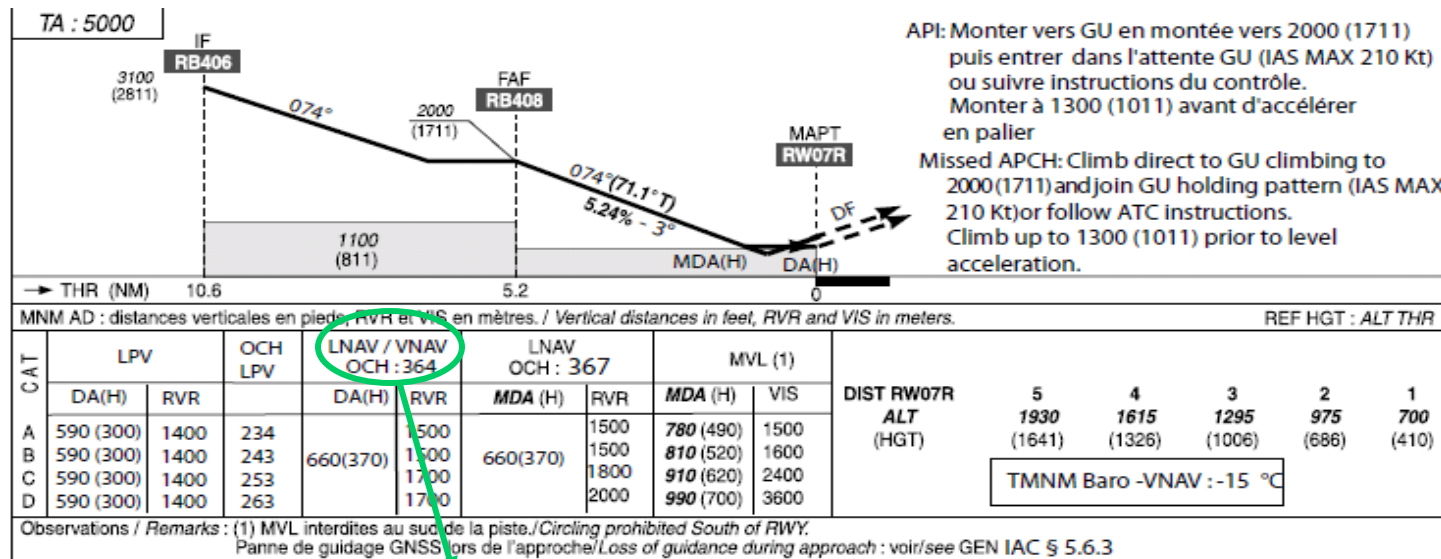 TA : 5000
IF
RB406
3100
(2811)
074°
2000
(1711)
FAF
RB408
074°(71.1°T)
5.24% - 3°
MAPT
RW07R
DF
1100
(811)
MDA(H)
DA(H)
API: Monter vers GU en montée vers 2000 (1711)
puis entrer dans l'attente GU (IAS MAX 210 Kt)
ou suivre instructions du contrôle.
Monter à 1300 (1011) avant d'accélérer
en palier
Missed APCH: Climb direct to GU climbing to
2000(1711)andjoin GU holding pattern (IAS MAX
210 Kt)or follow ATC instructions.
Climb up to 1300 (1011) prior to level
acceleration.
THR (NM) 10.6 5.2 0
MNM AD : distances verticales en pieds, RVR et VIS en mètres. / Vertical distances in feet, RVR and VIS in meters. REF HGT : ALT THR
CAT LPV OCH LPV LNAV / VNAV OCH : 364 LNAV OCH : 367 MVL (1)
DA(H) RVR DA(H) RVR MDA (H) RVR MDA (H) VIS
A 590 (300) 1400 234 1500 1500 780 (490) 1500
B 590 (300) 1400 243 660(370) 1500 660(370) 1500 810 (520) 1600
C 590 (300) 1400 253 1700 1800 910 (620) 2400
D 590 (300) 1400 263 1700 2000 990 (700) 3600
DIST RW07R 5 4 3 2 1
ALT 1930 1615 1295 975 700
(HGT) (1641) (1326) (1006) (686) (410)
TMNM Baro -VNAV : -15 °C
Observations / Remarks : (1) MVL interdites au sud de la piste./Circling prohibited South of RWY.
Panne de guidage GNSS lors de l'approche/Loss of guidance during approach : voir/see GEN IAC § 5.6.3